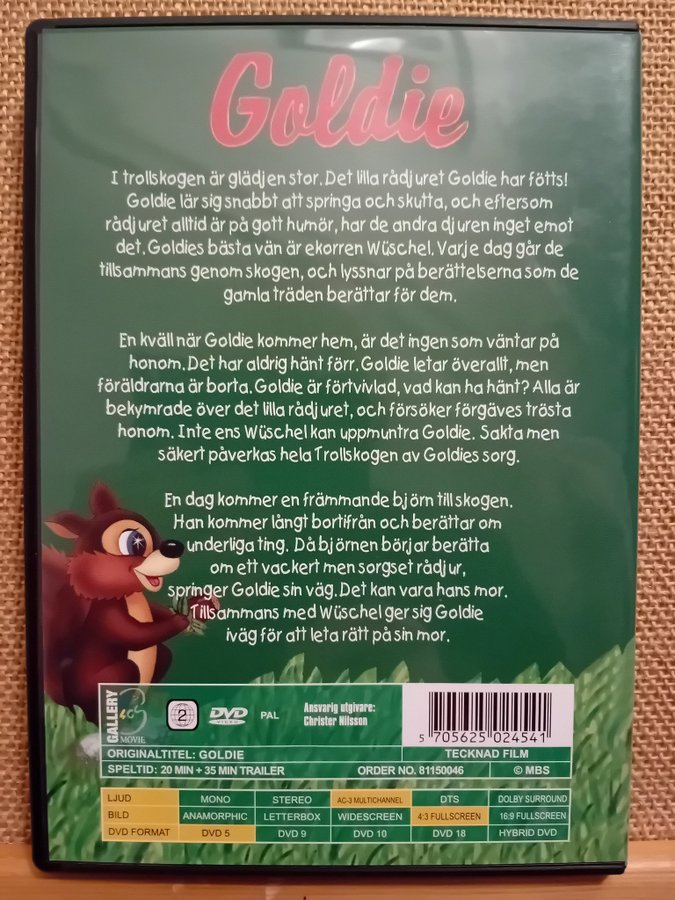 Goldie
I trollskogen är glädjen stor. Det lilla rådjuret Goldie har fötts!
Goldie lär sig snabbt att springa och skutta, och eftersom
rådjuret alltid är på gott humör, har de andra djuren inget emot
det. Goldies bästa vän är ekorren Wüschel. Varje dag går de
tillsammans genom skogen, och lyssnar på berättelserna som de
gamla träden berättar för dem.
En kväll när Goldie kommer hem, är det ingen som väntar på
honom. Det har aldrig hänt förr. Goldie letar överallt, men
föräldrarna är borta. Goldie är förtvivlad, vad kan ha hänt? Alla är
bekymrade över det lilla rådjuret, och försöker förgäves trösta
honom. Inte ens Wüschel kan uppmuntra Goldie. Sakta men
säkert påverkas hela Trollskogen av Goldies sorg.
En dag kommer en främmande björn till skogen.
Han kommer långt bortifrån och berättar om
underliga ting. Då björnen börjar berätta
om ett vackert men sorgset rådjur,
springer Goldie sin väg. Det kan vara hans mor.
Tillsammans med Wüschel ger sig Goldie
iväg för att leta rätt på sin mor.
GALLERY
MOVIE
2
DVD
VIDEO
PAL
Ansvarig utgivare:
Christer Nilsson
5 705625 024541
ORIGINALTITEL: GOLDIE
TECKNAD FILM
SPELTID: 20 MIN + 35 MIN TRAILER
ORDER NO. 81150046
© MBS
LJUD MONO STEREO AC-3 MULTICHANNEL DTS DOLBY SURROUND
BILD ANAMORPHIC LETTERBOX WIDESCREEN 4:3 FULLSCREEN 16:9 FULLSCREEN
DVD FORMAT DVD 5 DVD 9 DVD 10 DVD 18 HYBRID DVD